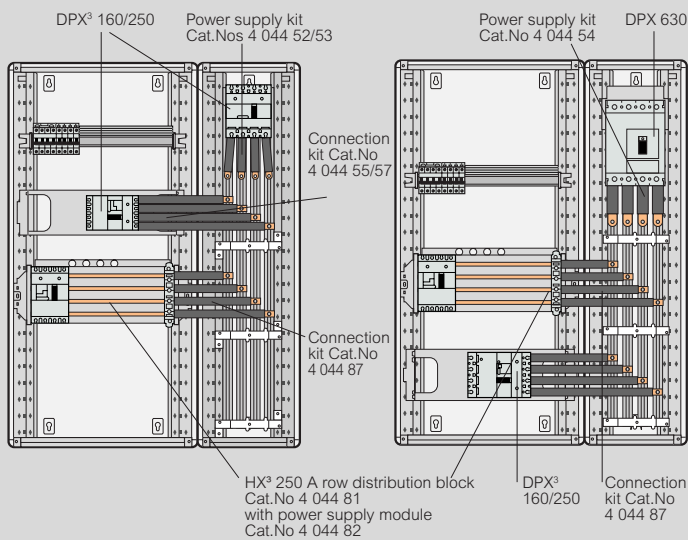 DPX³ 160/250
Power supply kit
Cat.Nos 4 044 52/53
Connection
kit Cat.No
4 044 55/57
Connection
kit Cat.No
4 044 87
Power supply kit
Cat.No 4 044 54
DPX 630
HX³ 250 A row distribution block
Cat.No 4 044 81
with power supply module
Cat.No 4 044 82
DPX³
160/250
Connection
kit Cat.No
4 044 87